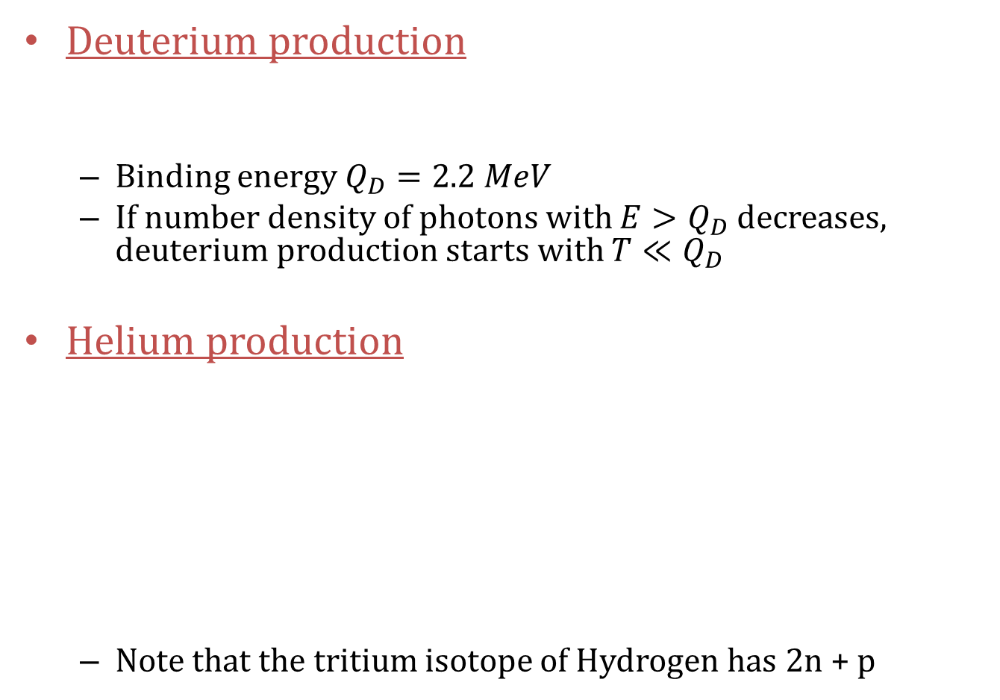 • Deuterium production
– Binding energy Q_D = 2.2 MeV
– If number density of photons with E > Q_D decreases,
deuterium production starts with T ≪ Q_D
• Helium production
– Note that the tritium isotope of Hydrogen has 2n + p